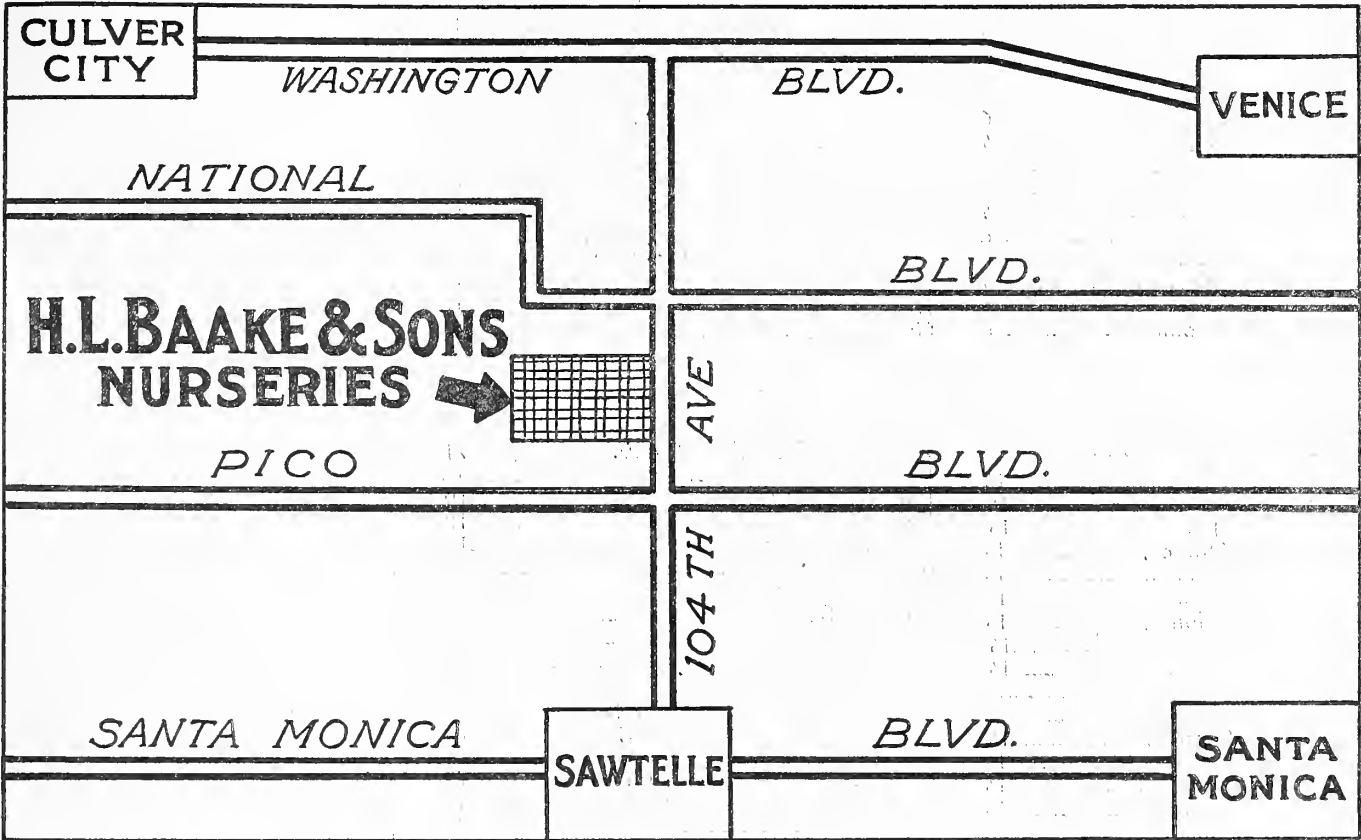 CULVER
CITY
WASHINGTON BLVD.
VENICE
NATIONAL BLVD.
H.L.BAAKE & SONS
NURSERIES
AVE
PICO BLVD.
104 TH
SANTA MONICA BLVD.
SAWTELLE
SANTA
MONICA